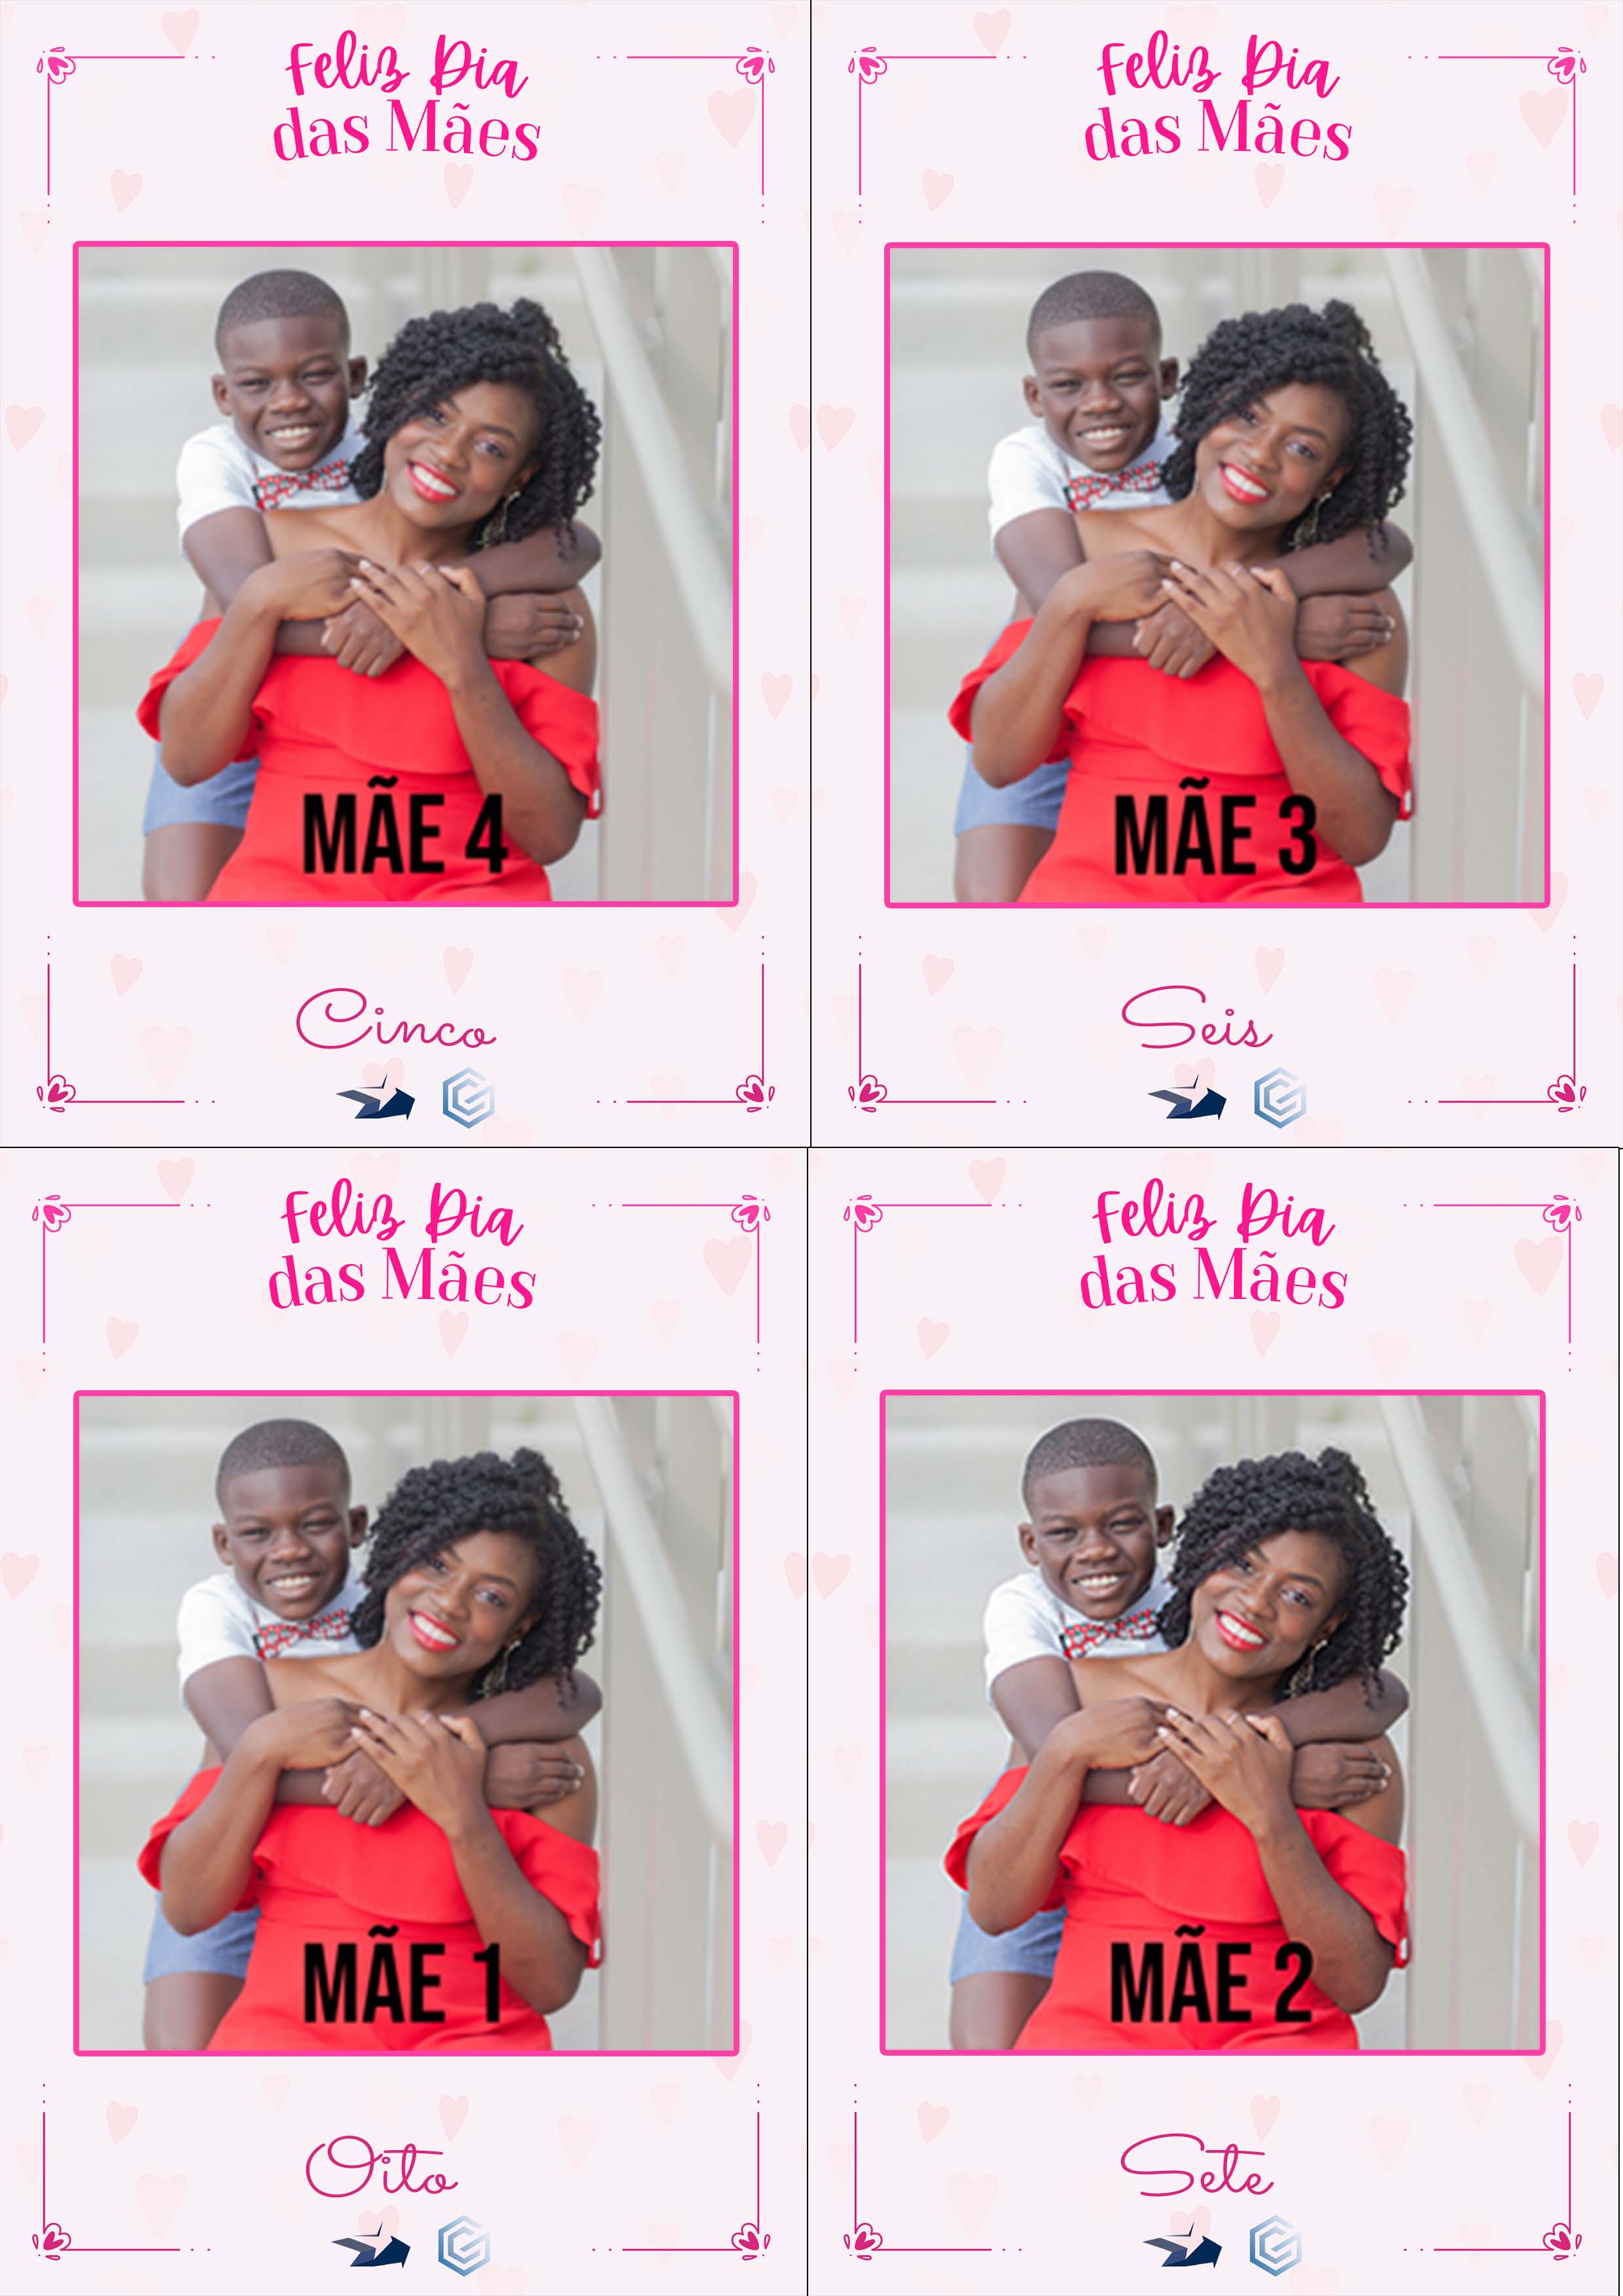 Feliz Dia
das Mães
MÃE 4
Cinco
Feliz Dia
das Mães
MÃE 3
Seis
Feliz Dia
das Mães
MÃE 1
Oito
Feliz Dia
das Mães
MÃE 2
Sete